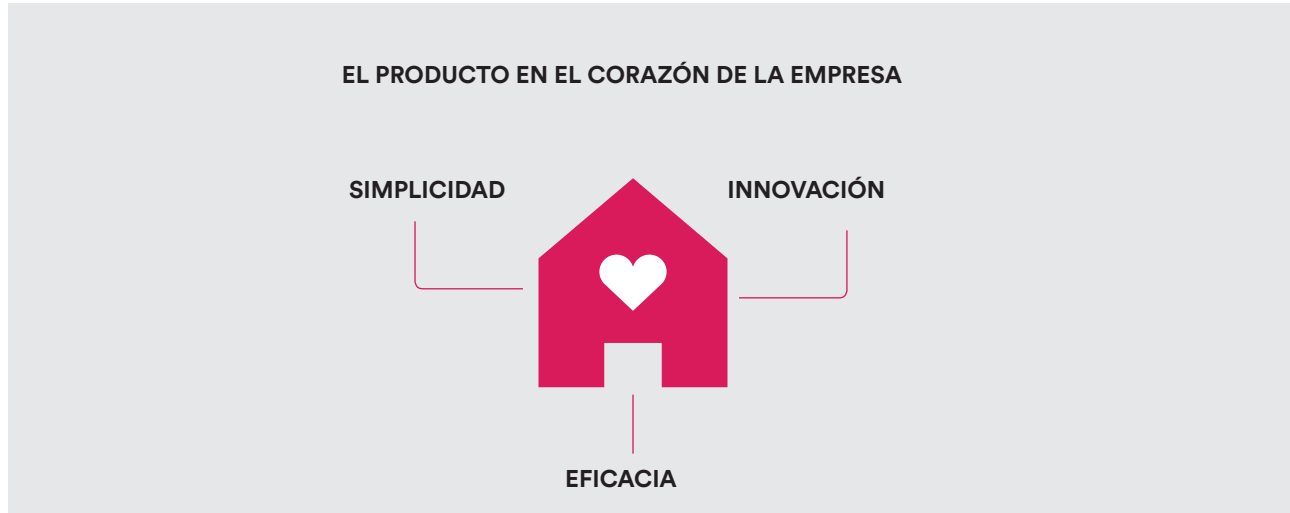 EL PRODUCTO EN EL CORAZÓN DE LA EMPRESA
SIMPLICIDAD
INNOVACIÓN
EFICACIA